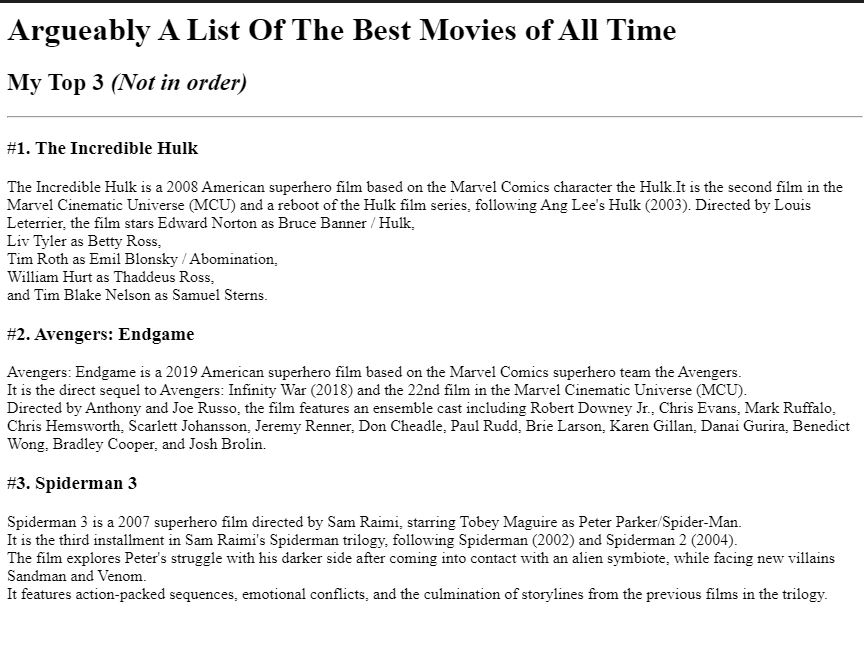 Argueably A List Of The Best Movies of All Time
My Top 3 (Not in order)
#1. The Incredible Hulk
The Incredible Hulk is a 2008 American superhero film based on the Marvel Comics character the Hulk.It is the second film in the
Marvel Cinematic Universe (MCU) and a reboot of the Hulk film series, following Ang Lee's Hulk (2003). Directed by Louis
Leterrier, the film stars Edward Norton as Bruce Banner / Hulk,
Liv Tyler as Betty Ross,
Tim Roth as Emil Blonsky / Abomination,
William Hurt as Thaddeus Ross,
and Tim Blake Nelson as Samuel Sterns.
#2. Avengers: Endgame
Avengers: Endgame is a 2019 American superhero film based on the Marvel Comics superhero team the Avengers.
It is the direct sequel to Avengers: Infinity War (2018) and the 22nd film in the Marvel Cinematic Universe (MCU).
Directed by Anthony and Joe Russo, the film features an ensemble cast including Robert Downey Jr., Chris Evans, Mark Ruffalo,
Chris Hemsworth, Scarlett Johansson, Jeremy Renner, Don Cheadle, Paul Rudd, Brie Larson, Karen Gillan, Danai Gurira, Benedict
Wong, Bradley Cooper, and Josh Brolin.
#3. Spiderman 3
Spiderman 3 is a 2007 superhero film directed by Sam Raimi, starring Tobey Maguire as Peter Parker/Spider-Man.
It is the third installment in Sam Raimi's Spiderman trilogy, following Spiderman (2002) and Spiderman 2 (2004).
The film explores Peter's struggle with his darker side after coming into contact with an alien symbiote, while facing new villains
Sandman and Venom.
It features action-packed sequences, emotional conflicts, and the culmination of storylines from the previous films in the trilogy.